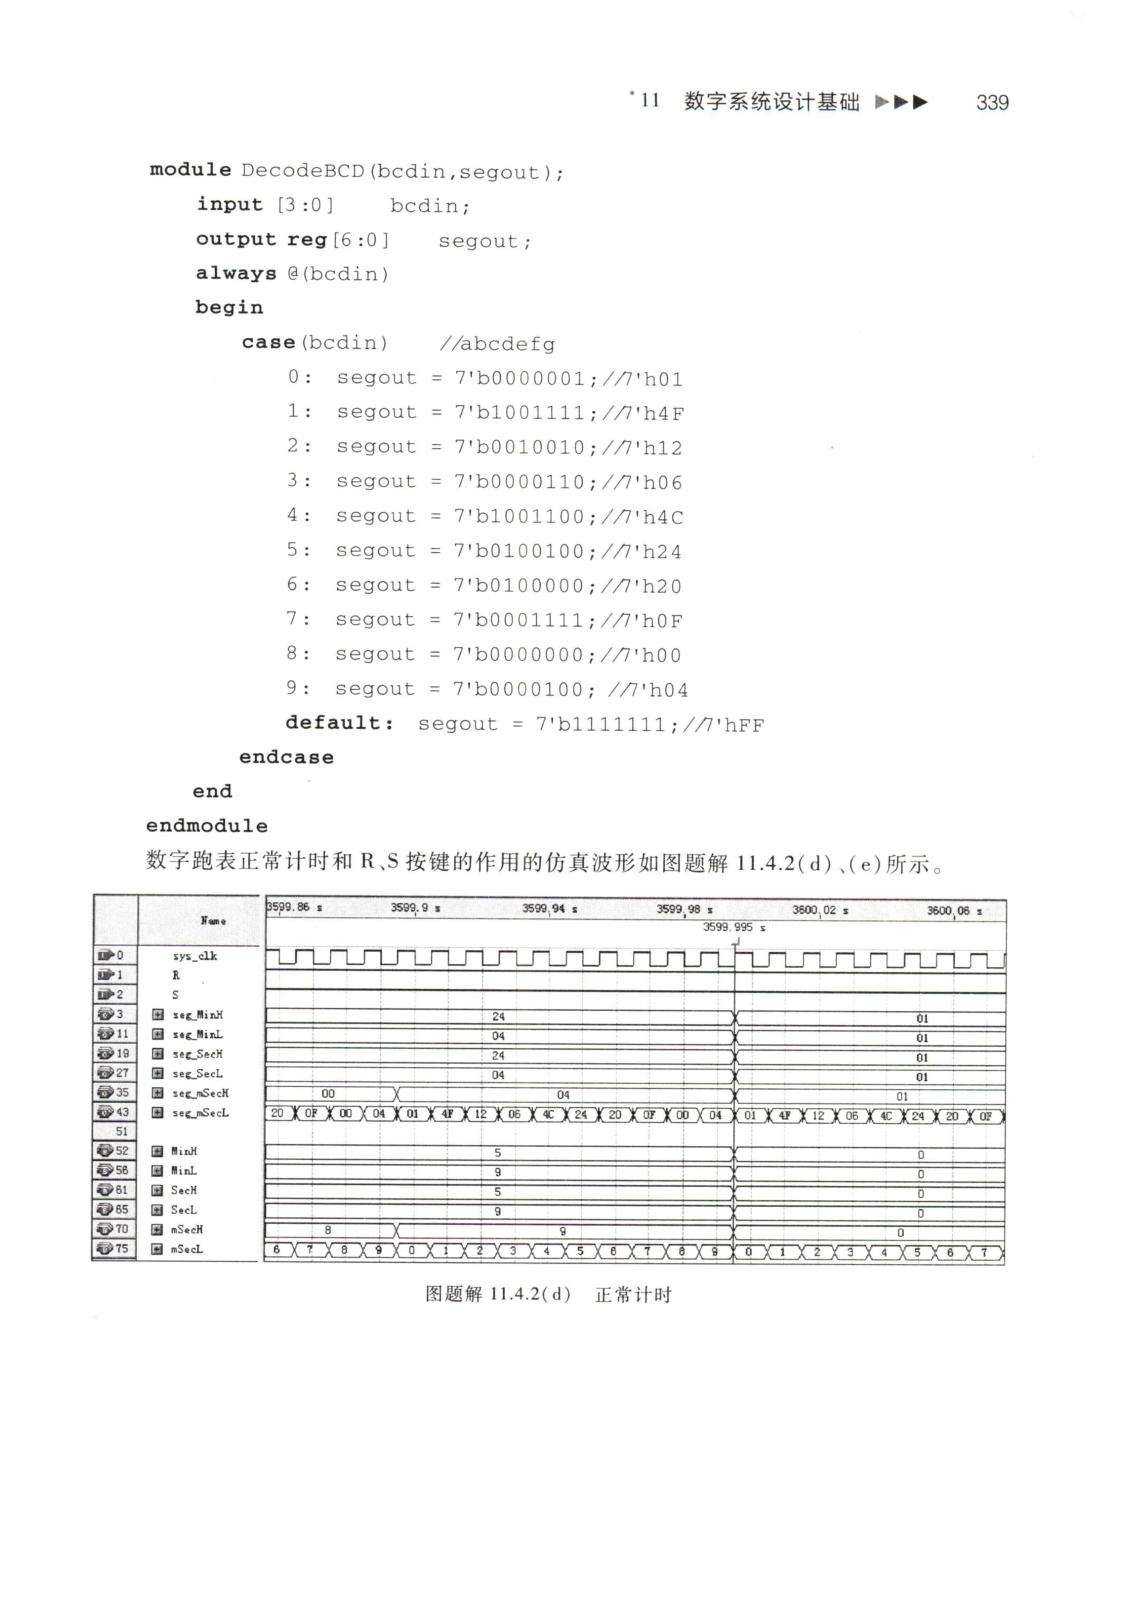 *11 数字系统设计基础 ▶▶▶ 339
module DecodeBCD(bcdin,segout);
input [3:0] bcdin;
output reg[6:0] segout;
always @(bcdin)
begin
case(bcdin) //abcdefg
0: segout = 7'b0000001;//7'h01
1: segout = 7'b1001111;//7'h4F
2: segout = 7'b0010010;//7'h12
3: segout = 7'b0000110;//7'h06
4: segout = 7'b1001100;//7'h4C
5: segout = 7'b0100100;//7'h24
6: segout = 7'b0100000;//7'h20
7: segout = 7'b0001111;//7'h0F
8: segout = 7'b0000000;//7'h00
9: segout = 7'b0000100; //7'h04
default: segout = 7'b1111111;//7'hFF
endcase
end
endmodule
数字跑表正常计时和 R、S 按键的作用的仿真波形如图题解 11.4.2(d)、(e)所示。
Name 3599.86 s 3599.9 s 3599.94 s 3599.98 s 3600.02 s 3600.06 s
3599.995 s
0 sys_clk
1 R
2 S
3 seg_MinH 24 01
11 seg_MinL 04 01
19 seg_SecH 24 01
27 seg_SecL 04 01
35 seg_mSecH 00 04 01
43 seg_mSecL 20 0F 00 04 01 4F 12 06 4C 24 20 0F 00 04 01 4F 12 06 4C 24 20 0F
51
52 MinH 5 0
56 MinL 9 0
61 SecH 5 0
65 SecL 9 0
70 mSecH 8 9 0
75 mSecL 6 7 8 9 0 1 2 3 4 5 6 7 8 9 0 1 2 3 4 5 6 7
图题解 11.4.2(d) 正常计时